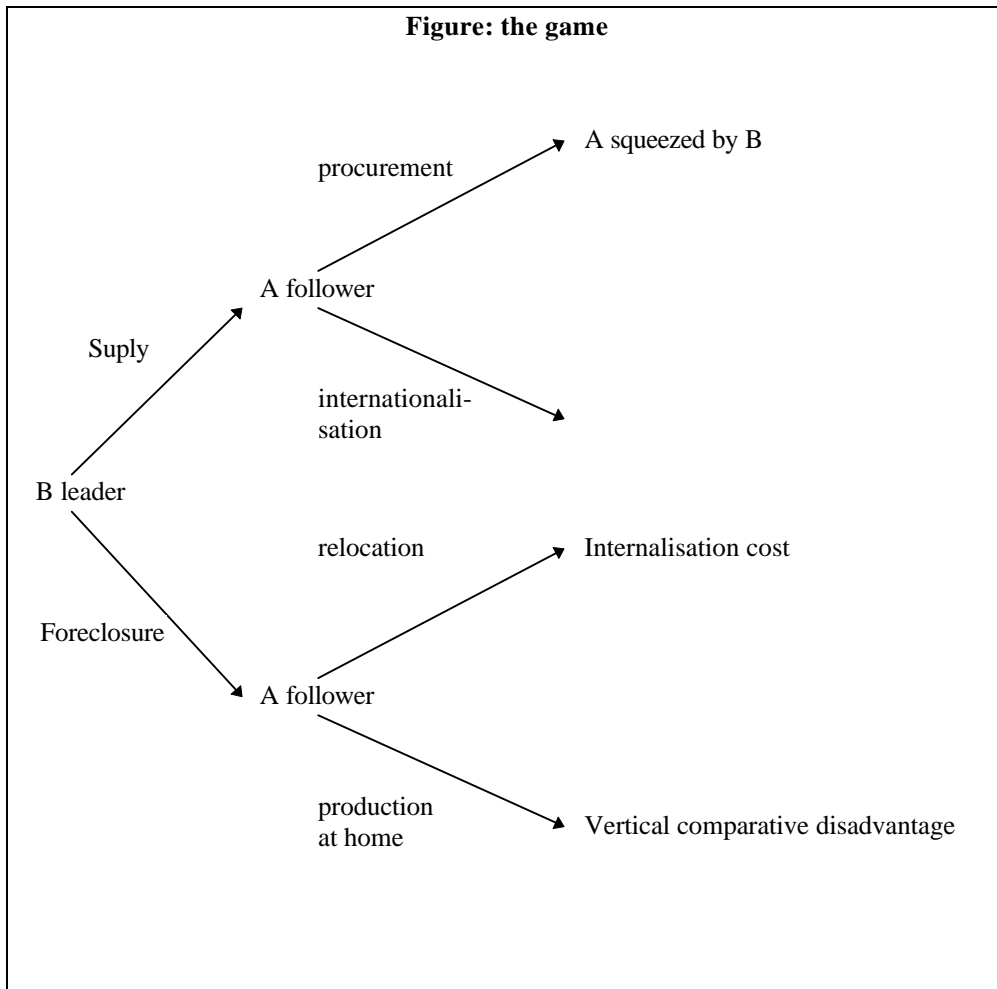 Figure: the game
A squeezed by B
procurement
A follower
Suply
internationali-
sation
B leader
relocation
Internalisation cost
Foreclosure
A follower
production
at home
Vertical comparative disadvantage